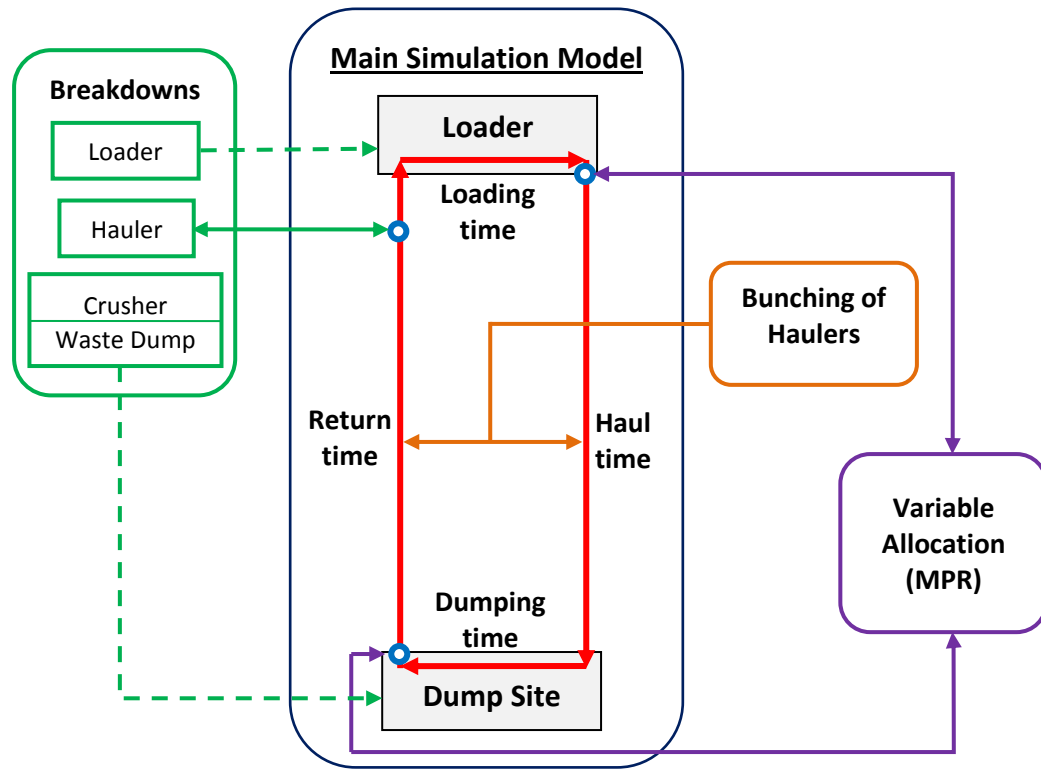 Main Simulation Model
Breakdowns
Loader
Hauler
Crusher
Waste Dump
Loader
Loading
time
Return
time
Haul
time
Dumping
time
Dump Site
Bunching of
Haulers
Variable
Allocation
(MPR)